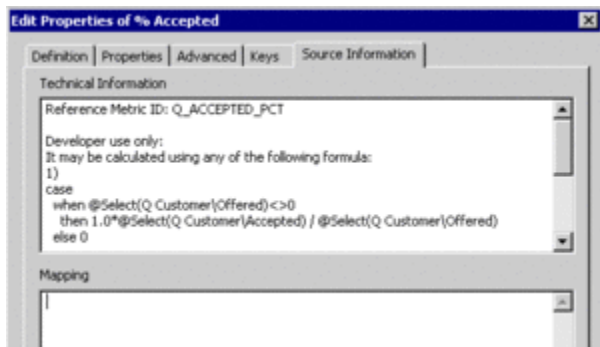 Edit Properties of % Accepted
Definition Properties Advanced Keys Source Information
Technical Information
Reference Metric ID: Q_ACCEPTED_PCT
Developer use only:
It may be calculated using any of the following formula:
1)
case
when @Select(Q Customer\Offered)<>0
then 1.0*@Select(Q Customer\Accepted) / @Select(Q Customer\Offered)
else 0
Mapping